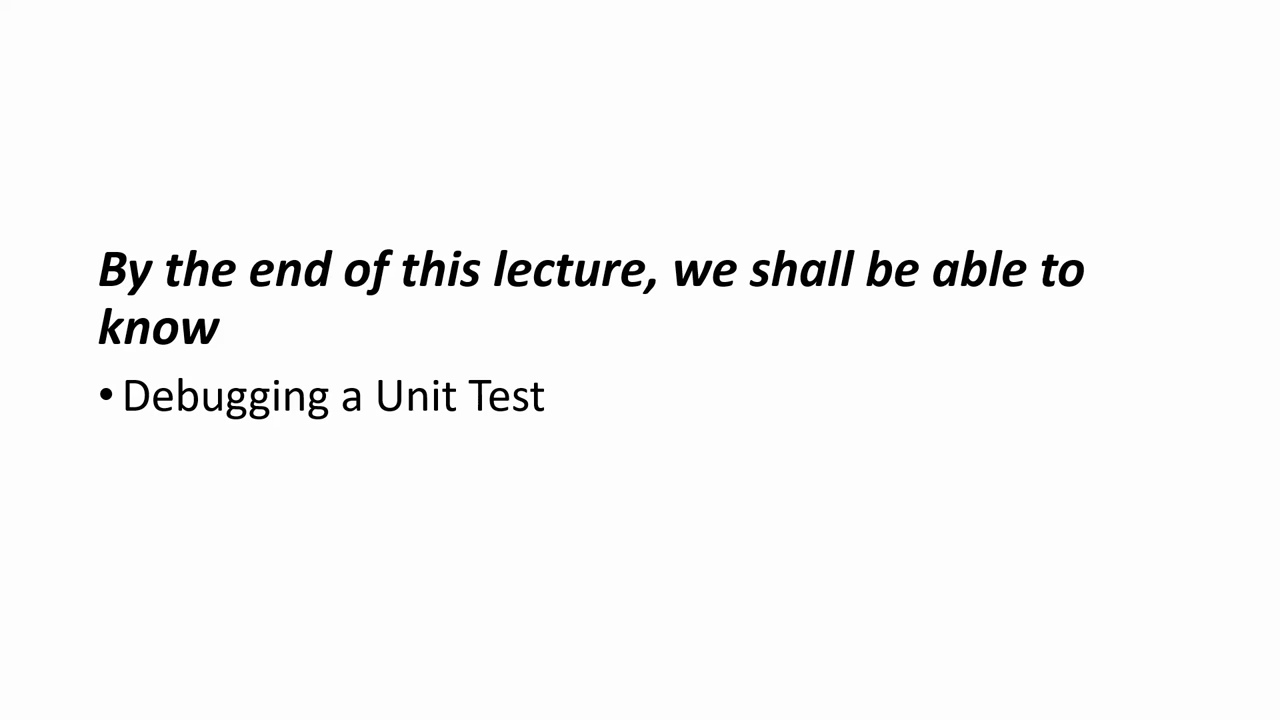 By the end of this lecture, we shall be able to
know
• Debugging a Unit Test